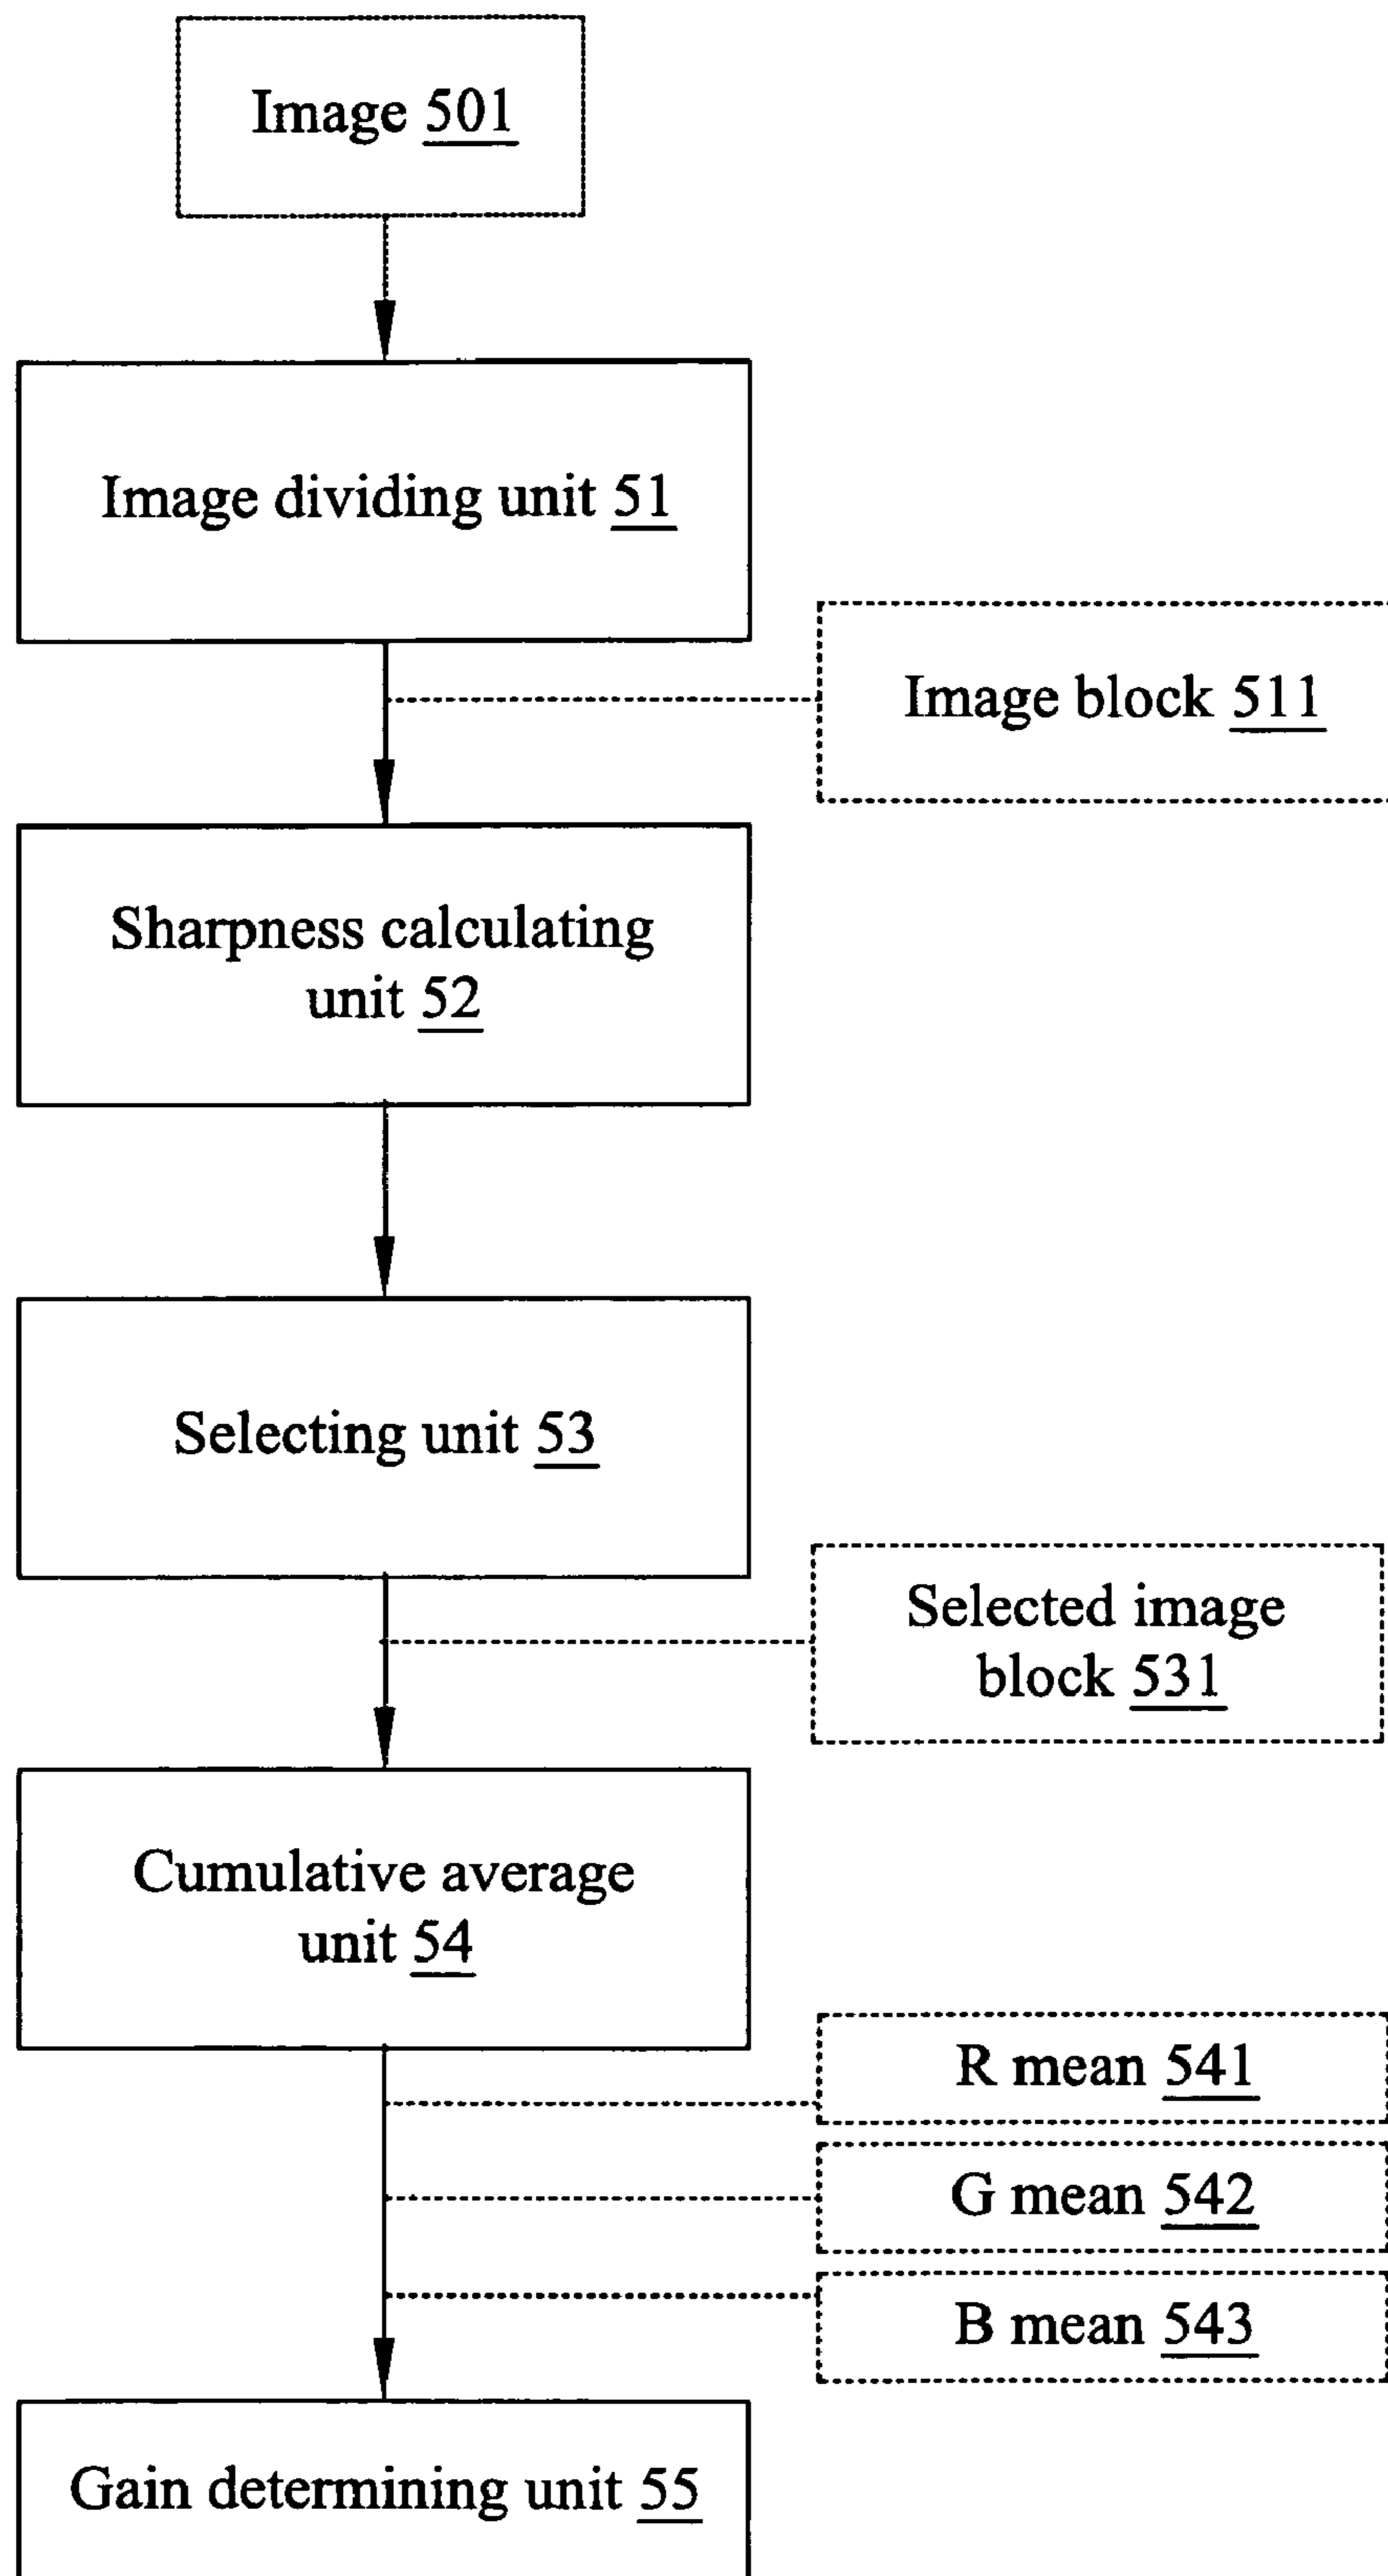 Image 501
Image dividing unit 51
Image block 511
Sharpness calculating
unit 52
Selecting unit 53
Selected image
block 531
Cumulative average
unit 54
R mean 541
G mean 542
B mean 543
Gain determining unit 55